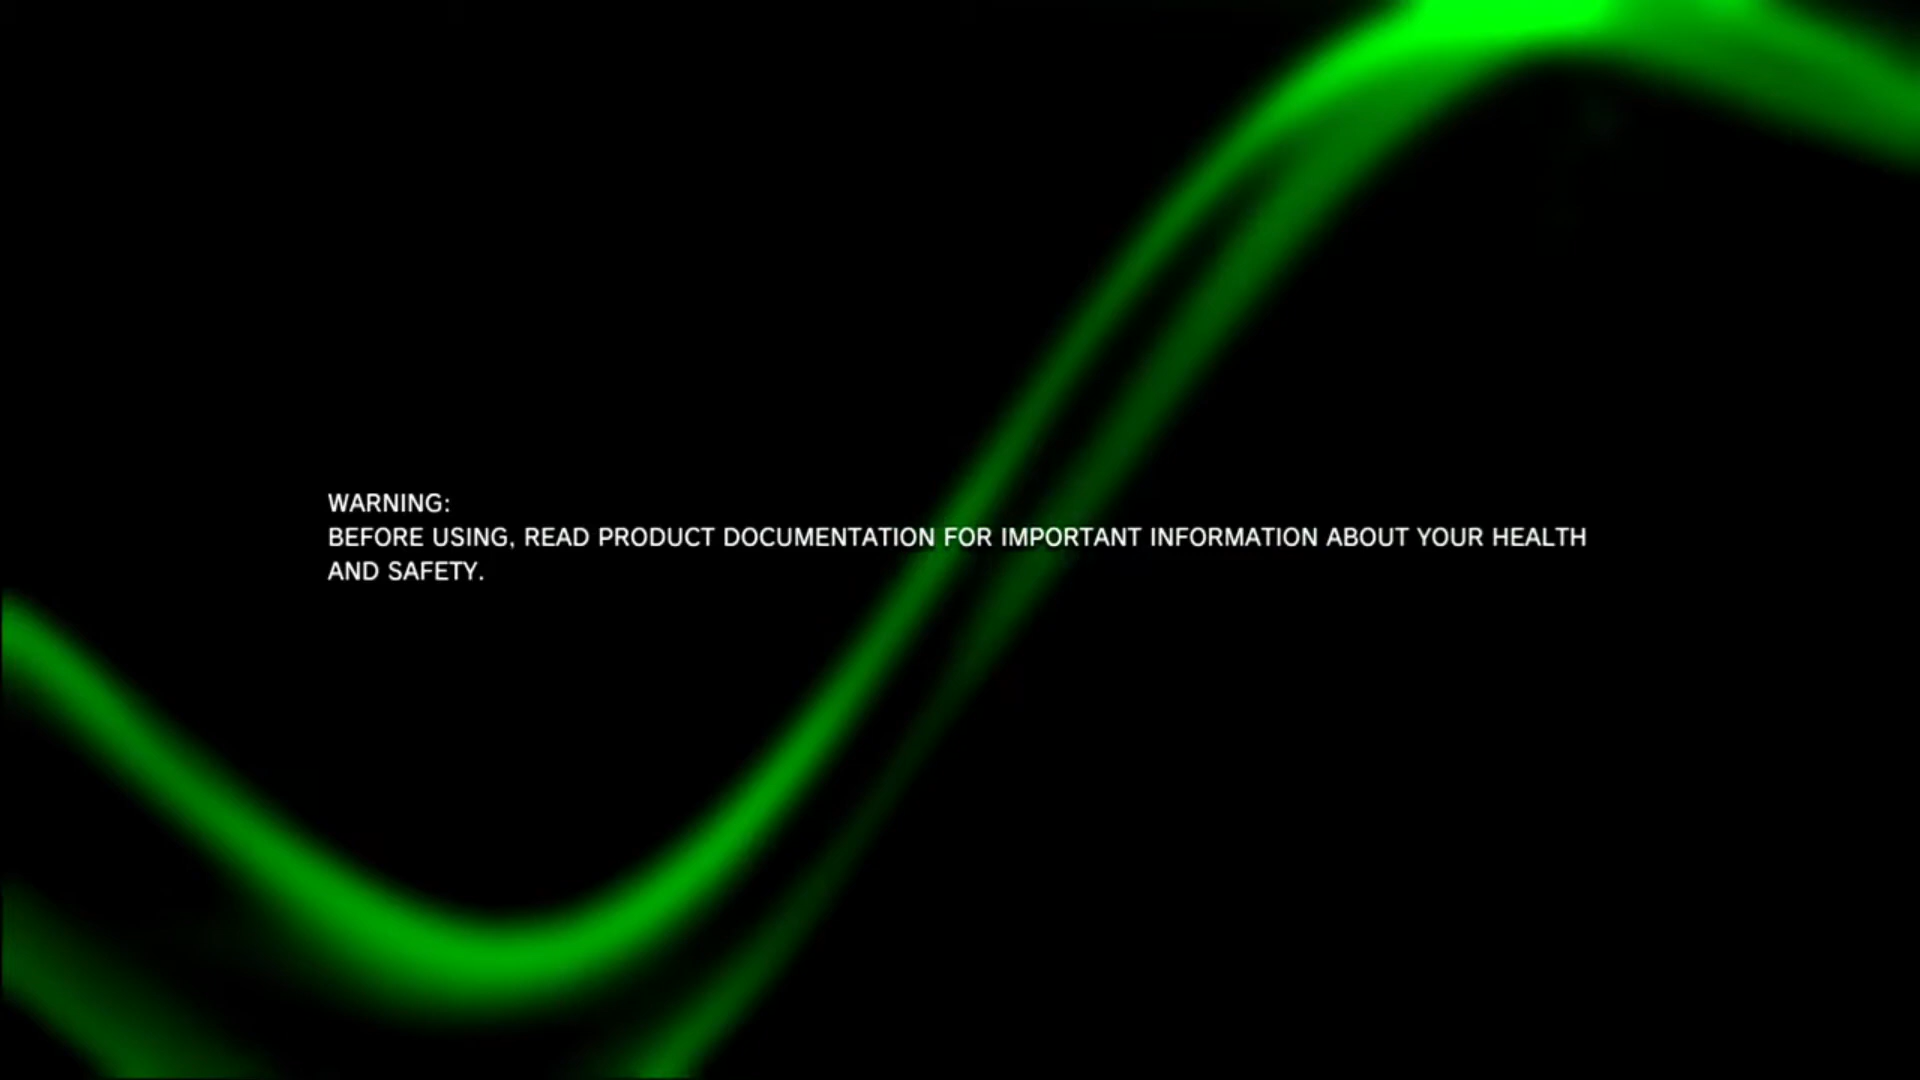 WARNING:
BEFORE USING, READ PRODUCT DOCUMENTATION FOR IMPORTANT INFORMATION ABOUT YOUR HEALTH
AND SAFETY.